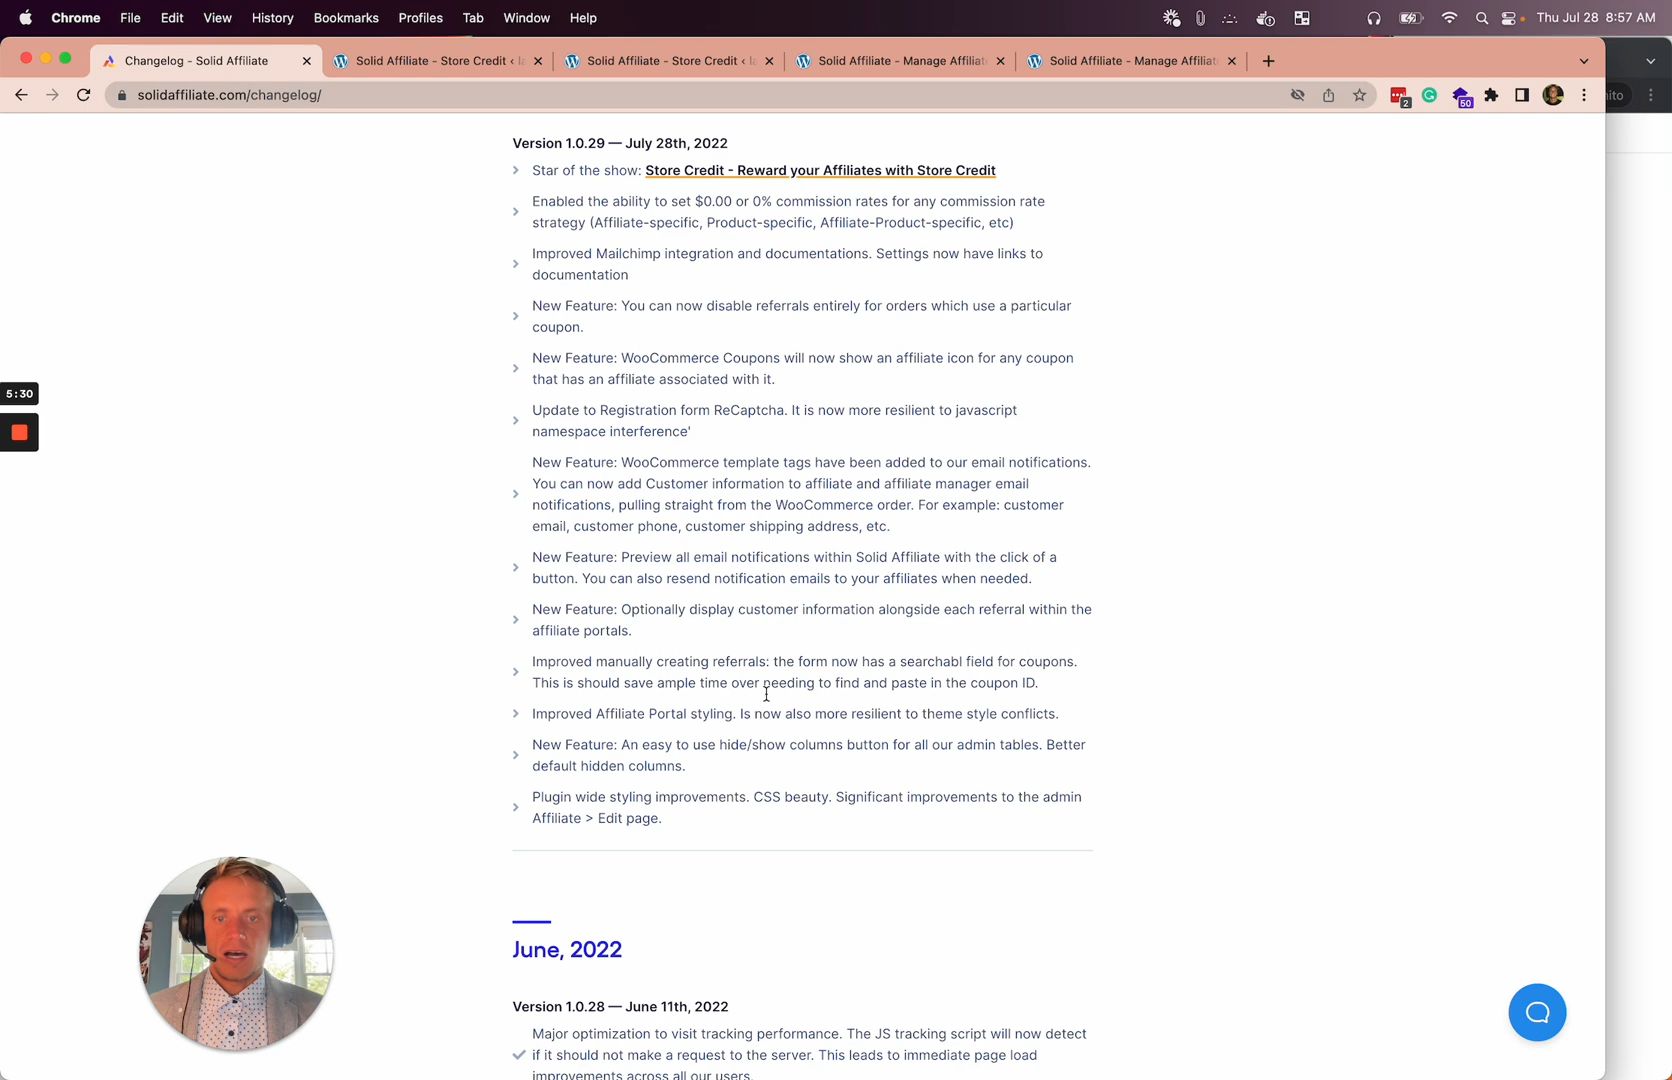 Chrome File Edit View History Bookmarks Profiles Tab Window Help Thu Jul 28 8:57 AM
Changelog - Solid Affiliate Solid Affiliate - Store Credit ‹ Solid Affiliate - Store Credit ‹ Solid Affiliate - Manage Affiliat Solid Affiliate - Manage Affiliat
solidaffiliate.com/changelog/ 2 50
Version 1.0.29 — July 28th, 2022
Star of the show: Store Credit - Reward your Affiliates with Store Credit
Enabled the ability to set $0.00 or 0% commission rates for any commission rate
strategy (Affiliate-specific, Product-specific, Affiliate-Product-specific, etc)
Improved Mailchimp integration and documentations. Settings now have links to
documentation
New Feature: You can now disable referrals entirely for orders which use a particular
coupon.
New Feature: WooCommerce Coupons will now show an affiliate icon for any coupon
that has an affiliate associated with it.
5:30
Update to Registration form ReCaptcha. It is now more resilient to javascript
namespace interference'
New Feature: WooCommerce template tags have been added to our email notifications.
You can now add Customer information to affiliate and affiliate manager email
notifications, pulling straight from the WooCommerce order. For example: customer
email, customer phone, customer shipping address, etc.
New Feature: Preview all email notifications within Solid Affiliate with the click of a
button. You can also resend notification emails to your affiliates when needed.
New Feature: Optionally display customer information alongside each referral within the
affiliate portals.
Improved manually creating referrals: the form now has a searchabl field for coupons.
This is should save ample time over needing to find and paste in the coupon ID.
Improved Affiliate Portal styling. Is now also more resilient to theme style conflicts.
New Feature: An easy to use hide/show columns button for all our admin tables. Better
default hidden columns.
Plugin wide styling improvements. CSS beauty. Significant improvements to the admin
Affiliate > Edit page.
June, 2022
Version 1.0.28 — June 11th, 2022
Major optimization to visit tracking performance. The JS tracking script will now detect
if it should not make a request to the server. This leads to immediate page load
improvements across all our users.